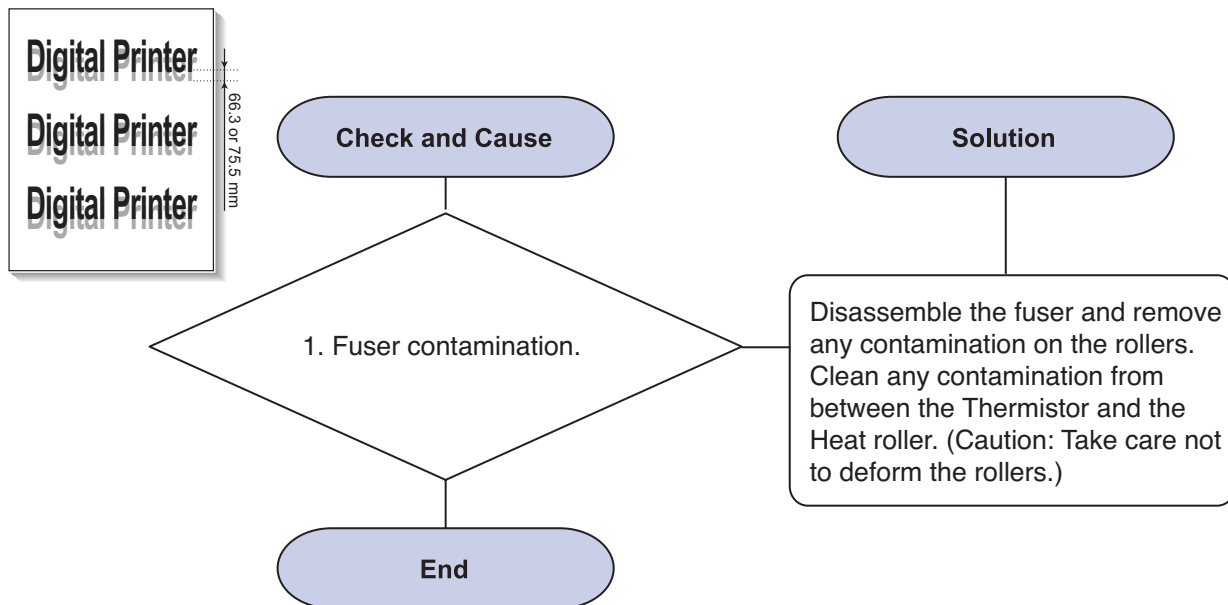 Digital Printer
Digital Printer
Digital Printer
66.3 or 75.5 mm
Check and Cause
Solution
1. Fuser contamination.
Disassemble the fuser and remove
any contamination on the rollers.
Clean any contamination from
between the Thermistor and the
Heat roller. (Caution: Take care not
to deform the rollers.)
End